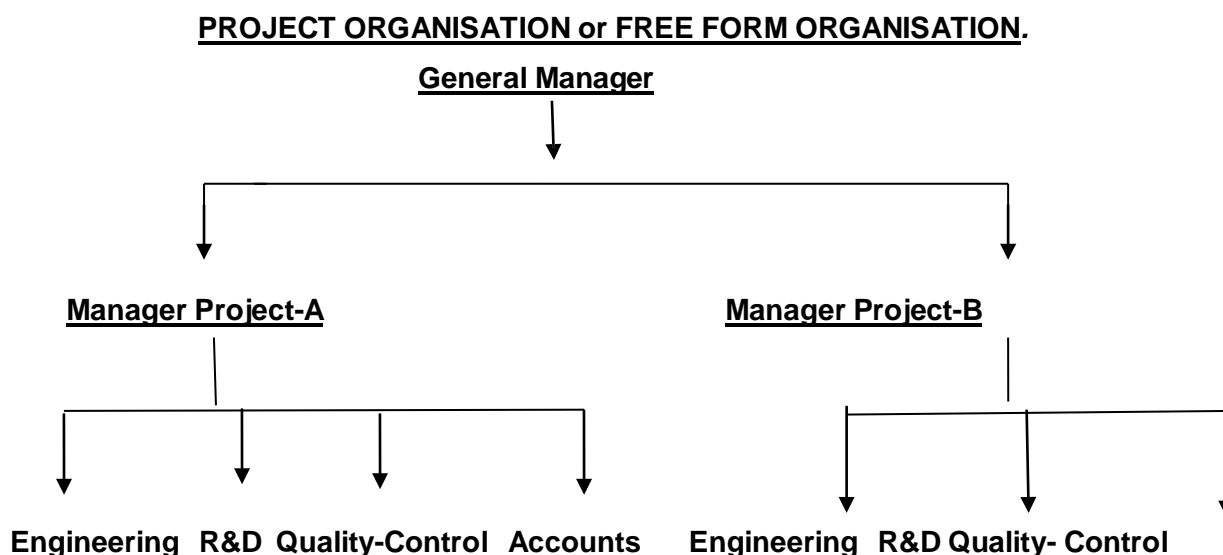 PROJECT ORGANISATION or FREE FORM ORGANISATION.
General Manager
Manager Project-A Manager Project-B
Engineering R&D Quality-Control Accounts Engineering R&D Quality- Control